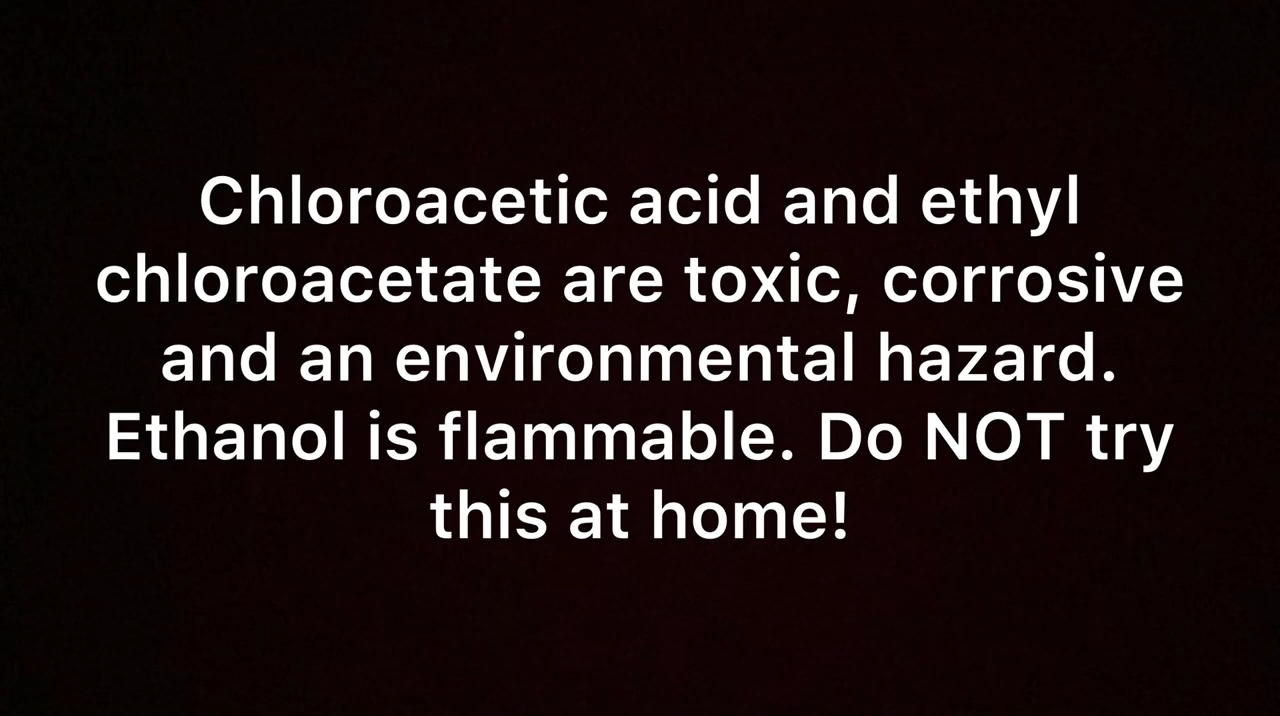 Chloroacetic acid and ethyl
chloroacetate are toxic, corrosive
and an environmental hazard.
Ethanol is flammable. Do NOT try
this at home!